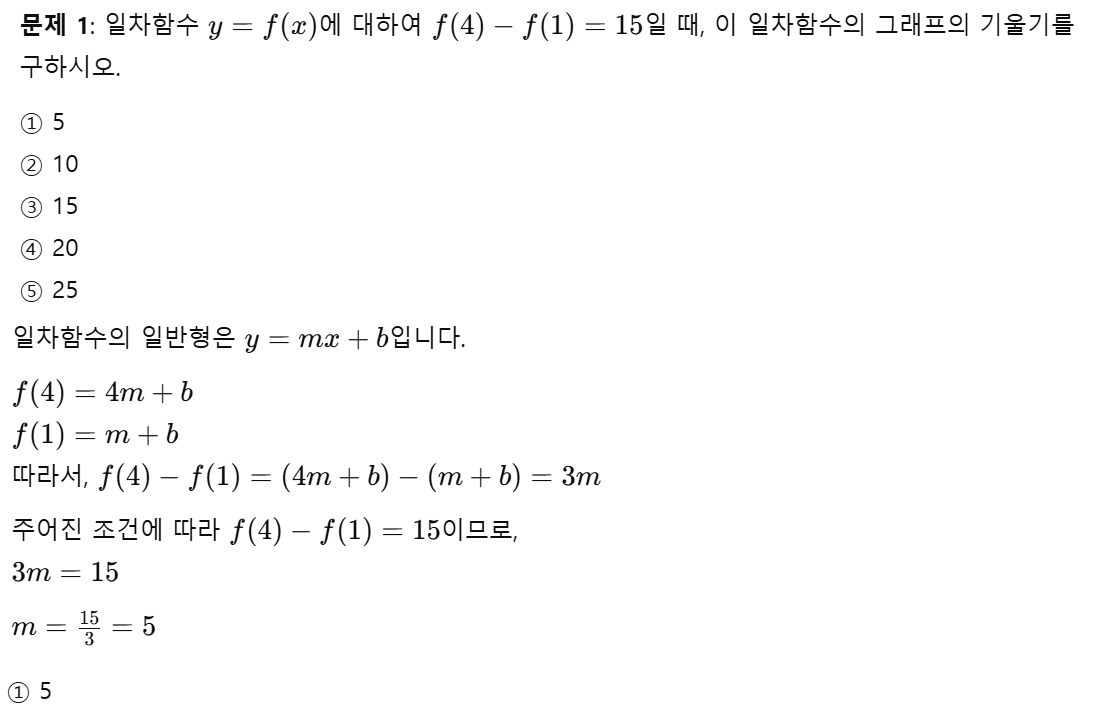 문제 1: 일차함수 y = f(x)에 대하여 f(4) − f(1) = 15일 때, 이 일차함수의 그래프의 기울기를
구하시오.
① 5
② 10
③ 15
④ 20
⑤ 25
일차함수의 일반형은 y = mx + b입니다.
f(4) = 4m + b
f(1) = m + b
따라서, f(4) − f(1) = (4m + b) − (m + b) = 3m
주어진 조건에 따라 f(4) − f(1) = 15이므로,
3m = 15
m = 15/3 = 5
① 5